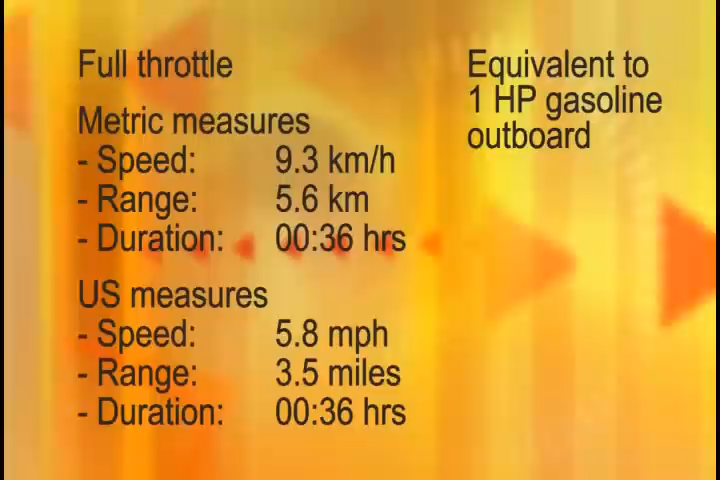 Full throttle
Metric measures
- Speed: 9.3 km/h
- Range: 5.6 km
- Duration: 00:36 hrs
US measures
- Speed: 5.8 mph
- Range: 3.5 miles
- Duration: 00:36 hrs
Equivalent to
1 HP gasoline
outboard